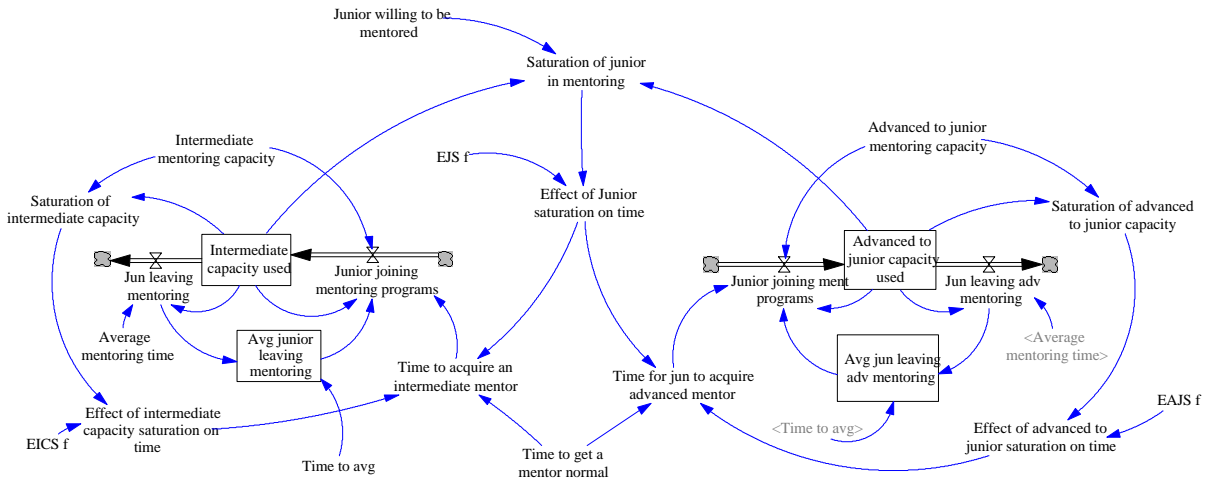 Junior willing to be
mentored
Saturation of junior
in mentoring
Intermediate
mentoring capacity
Advanced to junior
mentoring capacity
EJS f
Saturation of
intermediate capacity
Effect of Junior
saturation on time
Saturation of advanced
to junior capacity
Intermediate
capacity used
Advanced to
junior capacity
used
Jun leaving
mentoring
Junior joining
mentoring programs
Junior joining ment
programs
Jun leaving adv
mentoring
Average
mentoring time
Avg junior
leaving
mentoring
<Average
mentoring time>
Time to acquire an
intermediate mentor
Time for jun to acquire
advanced mentor
Avg jun leaving
adv mentoring
EAJS f
Effect of intermediate
capacity saturation on
time
EICS f
Time to avg
Time to get a
mentor normal
<Time to avg>
Effect of advanced to
junior saturation on time